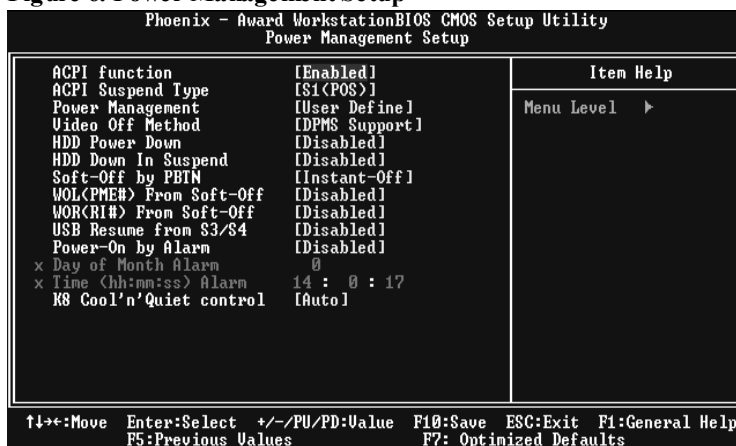 Phoenix - Award WorkstationBIOS CMOS Setup Utility
Power Management Setup
ACPI function [Enabled]
ACPI Suspend Type [S1(POS)]
Power Management [User Define]
Video Off Method [DPMS Support]
HDD Power Down [Disabled]
HDD Down In Suspend [Disabled]
Soft-Off by PBTN [Instant-Off]
WOL(PME#) From Soft-Off [Disabled]
WOR(RI#) From Soft-Off [Disabled]
USB Resume from S3/S4 [Disabled]
Power-On by Alarm [Disabled]
x Day of Month Alarm 0
x Time (hh:mm:ss) Alarm 14 : 0 : 17
K8 Cool'n'Quiet control [Auto]
Item Help
Menu Level ▸
↑↓→←:Move Enter:Select +/-/PU/PD:Value F10:Save ESC:Exit F1:General Help
F5:Previous Values F7: Optimized Defaults